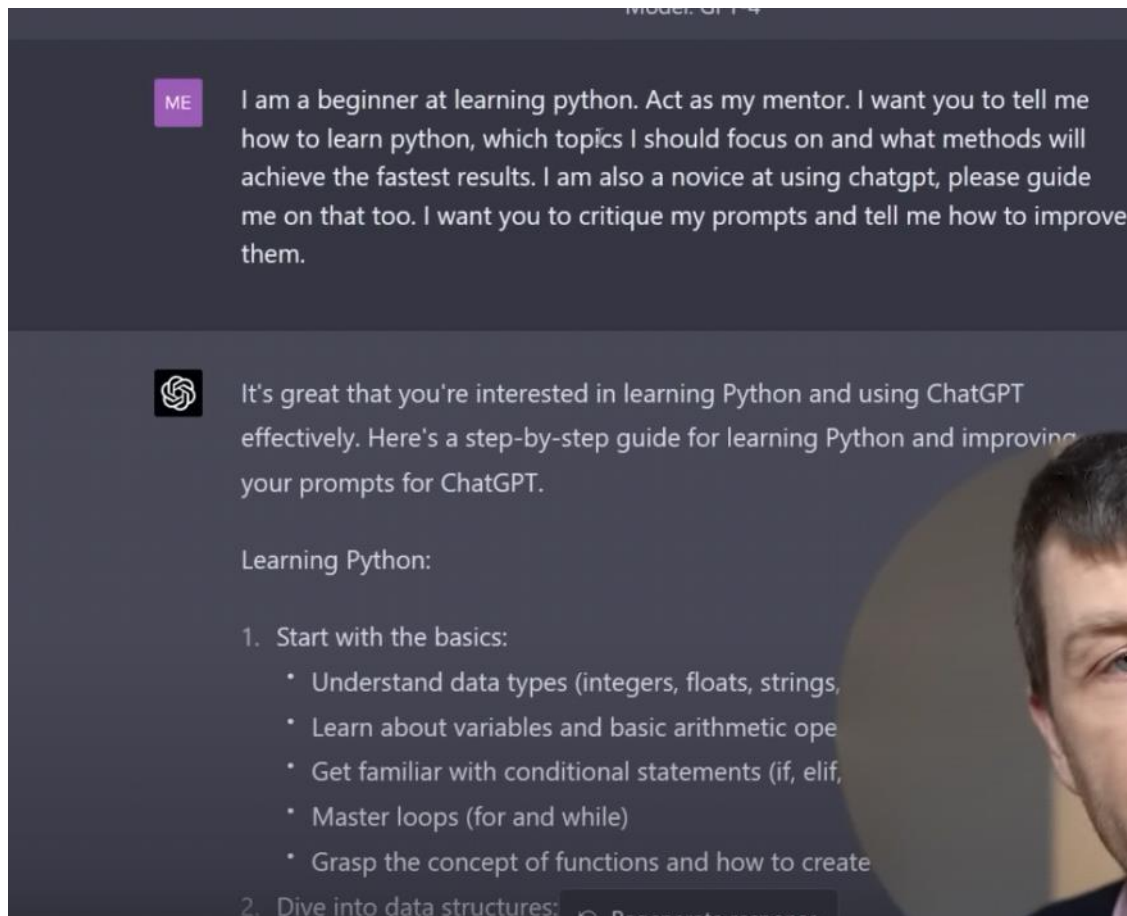 Model: GPT-4
ME
I am a beginner at learning python. Act as my mentor. I want you to tell me
how to learn python, which topics I should focus on and what methods will
achieve the fastest results. I am also a novice at using chatgpt, please guide
me on that too. I want you to critique my prompts and tell me how to improve
them.
It's great that you're interested in learning Python and using ChatGPT
effectively. Here's a step-by-step guide for learning Python and improving
your prompts for ChatGPT.
Learning Python:
1. Start with the basics:
• Understand data types (integers, floats, strings,
• Learn about variables and basic arithmetic ope
• Get familiar with conditional statements (if, elif,
• Master loops (for and while)
• Grasp the concept of functions and how to create
2. Dive into data structures:
Regenerate response